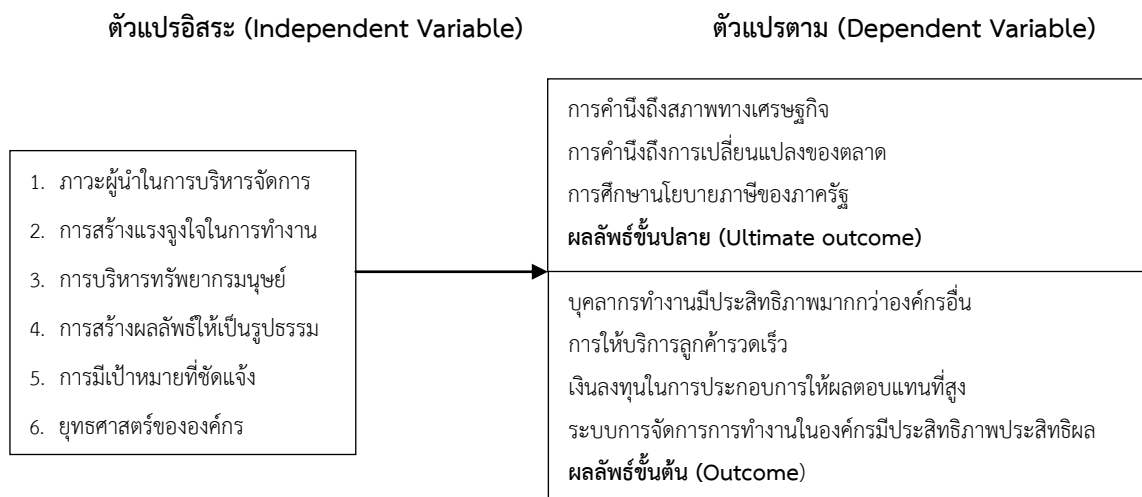 ตัวแปรอิสระ (Independent Variable)
ตัวแปรตาม (Dependent Variable)
1. ภาวะผู้นำในการบริหารจัดการ
2. การสร้างแรงจูงใจในการทำงาน
3. การบริหารทรัพยากรมนุษย์
4. การสร้างผลลัพธ์ให้เป็นรูปธรรม
5. การมีเป้าหมายที่ชัดแจ้ง
6. ยุทธศาสตร์ขององค์กร
การคำนึงถึงสภาพทางเศรษฐกิจ
การคำนึงถึงการเปลี่ยนแปลงของตลาด
การศึกษานโยบายภาษีของภาครัฐ
ผลลัพธ์ขั้นปลาย (Ultimate outcome)
บุคลากรทำงานมีประสิทธิภาพมากกว่าองค์กรอื่น
การให้บริการลูกค้ารวดเร็ว
เงินลงทุนในการประกอบการให้ผลตอบแทนที่สูง
ระบบการจัดการการทำงานในองค์กรมีประสิทธิภาพประสิทธิผล
ผลลัพธ์ขั้นต้น (Outcome)